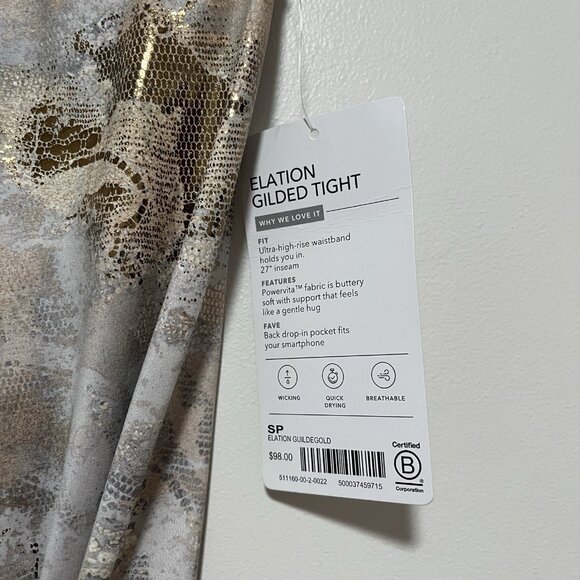 ELATION
GILDED TIGHT
WHY WE LOVE IT
FIT
Ultra-high-rise waistband
holds you in.
27" inseam
FEATURES
Powervita™ fabric is buttery
soft with support that feels
like a gentle hug
FAVE
Back drop-in pocket fits
your smartphone
WICKING
QUICK
DRYING
BREATHABLE
SP
ELATION GUILDEGOLD
$98.00
511160-00-2-0022 500037459715
Certified
B®
Corporation